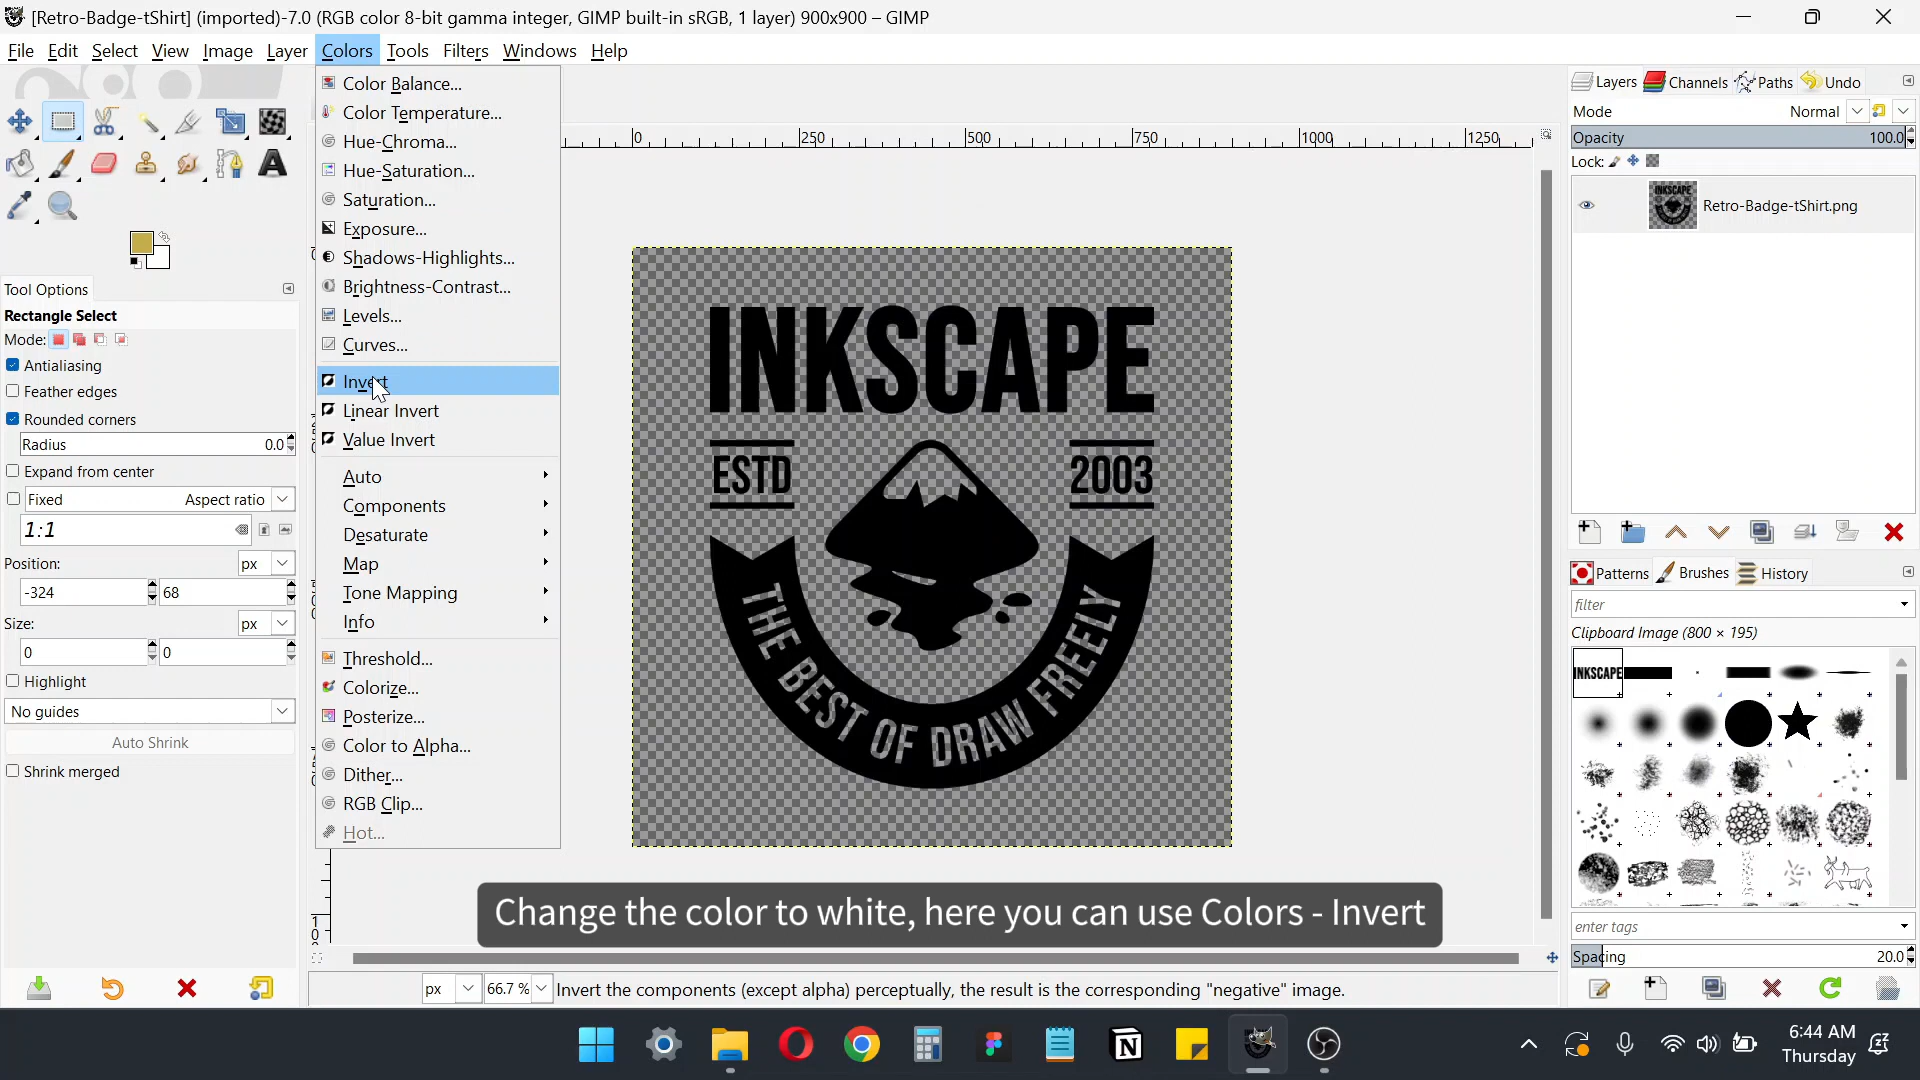 [Retro-Badge-tShirt] (imported)-7.0 (RGB color 8-bit gamma integer, GIMP built-in sRGB, 1 layer) 900x900 – GIMP
File Edit Select View Image Layer Colors Tools Filters Windows Help
Color Balance...
Color Temperature...
Hue-Chroma...
Hue-Saturation...
Saturation...
Exposure...
Shadows-Highlights...
Brightness-Contrast...
Levels...
Curves...
Invert
Linear Invert
Value Invert
Auto
Components
Desaturate
Map
Tone Mapping
Info
Threshold...
Colorize...
Posterize...
Color to Alpha...
Dither...
RGB Clip...
Hot...
Tool Options
Rectangle Select
Mode:
Antialiasing
Feather edges
Rounded corners
Radius 0.0
Expand from center
Fixed Aspect ratio
1:1
Position: px
-324 68
Size: px
0 0
Highlight
No guides
Auto Shrink
Shrink merged
0 250 500 750 1000 1250
INKSCAPE
ESTD 2003
THE BEST OF DRAW FREELY
Change the color to white, here you can use Colors - Invert
px 66.7 % Invert the components (except alpha) perceptually, the result is the corresponding "negative" image.
Layers Channels Paths Undo
Mode Normal
Opacity 100.0
Lock:
INKSCAPE
Retro-Badge-tShirt.png
Patterns Brushes History
filter
Clipboard Image (800 × 195)
INKSCAPE
enter tags
Spacing 20.0
6:44 AM
Thursday